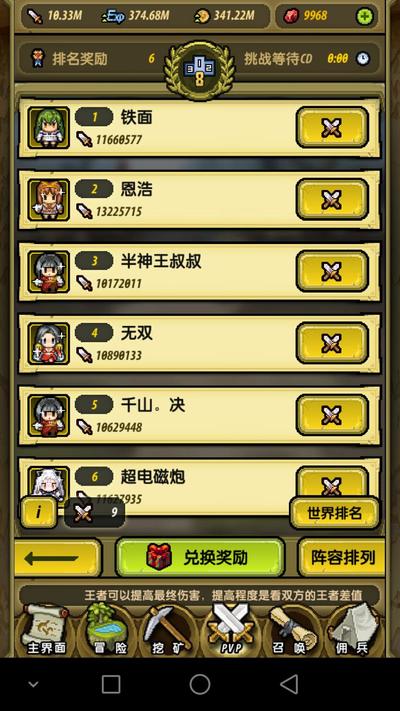 10.33M Exp 374.68M 341.22M 9968
排名奖励 6 挑战等待CD 0:00
1 2 3
8
1 铁面
11660577
2 恩浩
13225715
3 半神王叔叔
10172011
4 无双
10890133
5 千山。决
10629448
6 超电磁炮
11627935
i 9 世界排名
兑换奖励 阵容排列
王者可以提高最终伤害，提高程度是看双方的王者差值
主界面 冒险 挖矿 PVP 召唤 佣兵